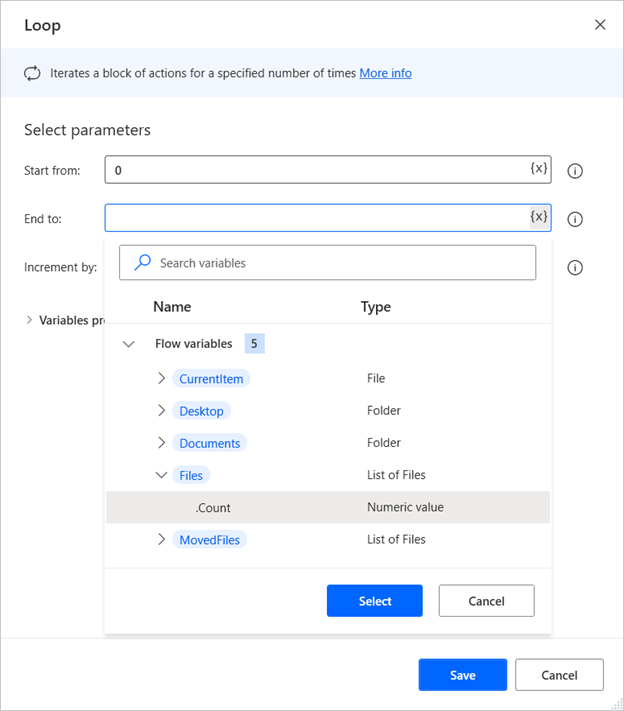 Loop
Iterates a block of actions for a specified number of times More info
Select parameters
Start from: 0 {x}
End to: {x}
Increment by:
Search variables
Name Type
Variables pr
Flow variables 5
CurrentItem File
Desktop Folder
Documents Folder
Files List of Files
.Count Numeric value
MovedFiles List of Files
Select Cancel
Save Cancel